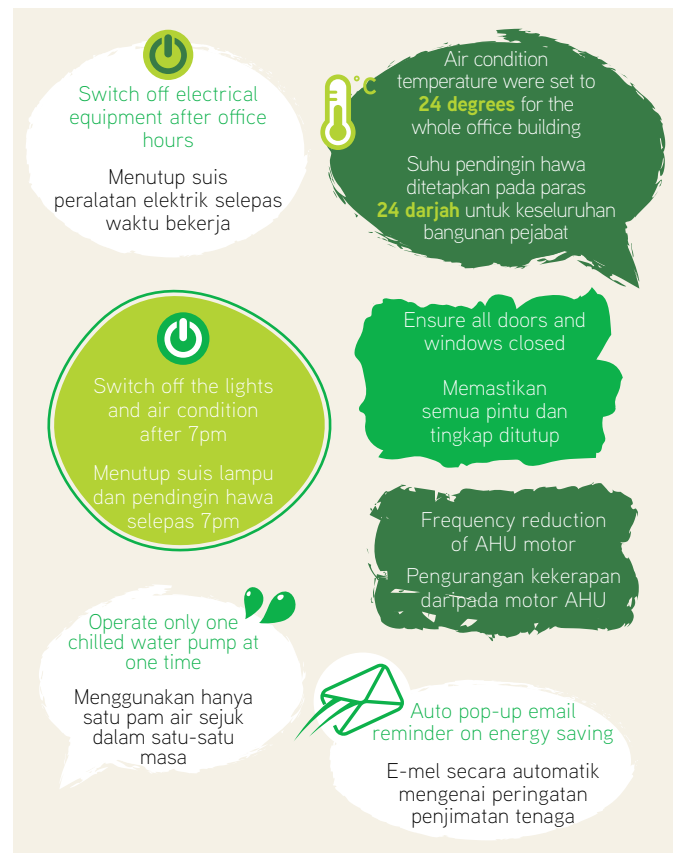 Switch off electrical
equipment after office
hours
Menutup suis
peralatan elektrik selepas
waktu bekerja
°C
Air condition
temperature were set to
24 degrees for the
whole office building
Suhu pendingin hawa
ditetapkan pada paras
24 darjah untuk keseluruhan
bangunan pejabat
Switch off the lights
and air condition
after 7pm
Menutup suis lampu
dan pendingin hawa
selepas 7pm
Ensure all doors and
windows closed
Memastikan
semua pintu dan
tingkap ditutup
Frequency reduction
of AHU motor
Pengurangan kekerapan
daripada motor AHU
Operate only one
chilled water pump at
one time
Menggunakan hanya
satu pam air sejuk
dalam satu-satu
masa
Auto pop-up email
reminder on energy saving
E-mel secara automatik
mengenai peringatan
penjimatan tenaga